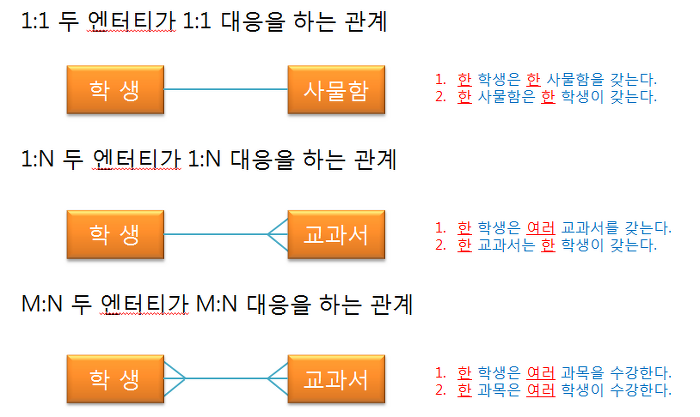 1:1 두 엔터티가 1:1 대응을 하는 관계
학 생
사물함
1. 한 학생은 한 사물함을 갖는다.
2. 한 사물함은 한 학생이 갖는다.
1:N 두 엔터티가 1:N 대응을 하는 관계
학 생
교과서
1. 한 학생은 여러 교과서를 갖는다.
2. 한 교과서는 한 학생이 갖는다.
M:N 두 엔터티가 M:N 대응을 하는 관계
학 생
교과서
1. 한 학생은 여러 과목을 수강한다.
2. 한 과목은 여러 학생이 수강한다.